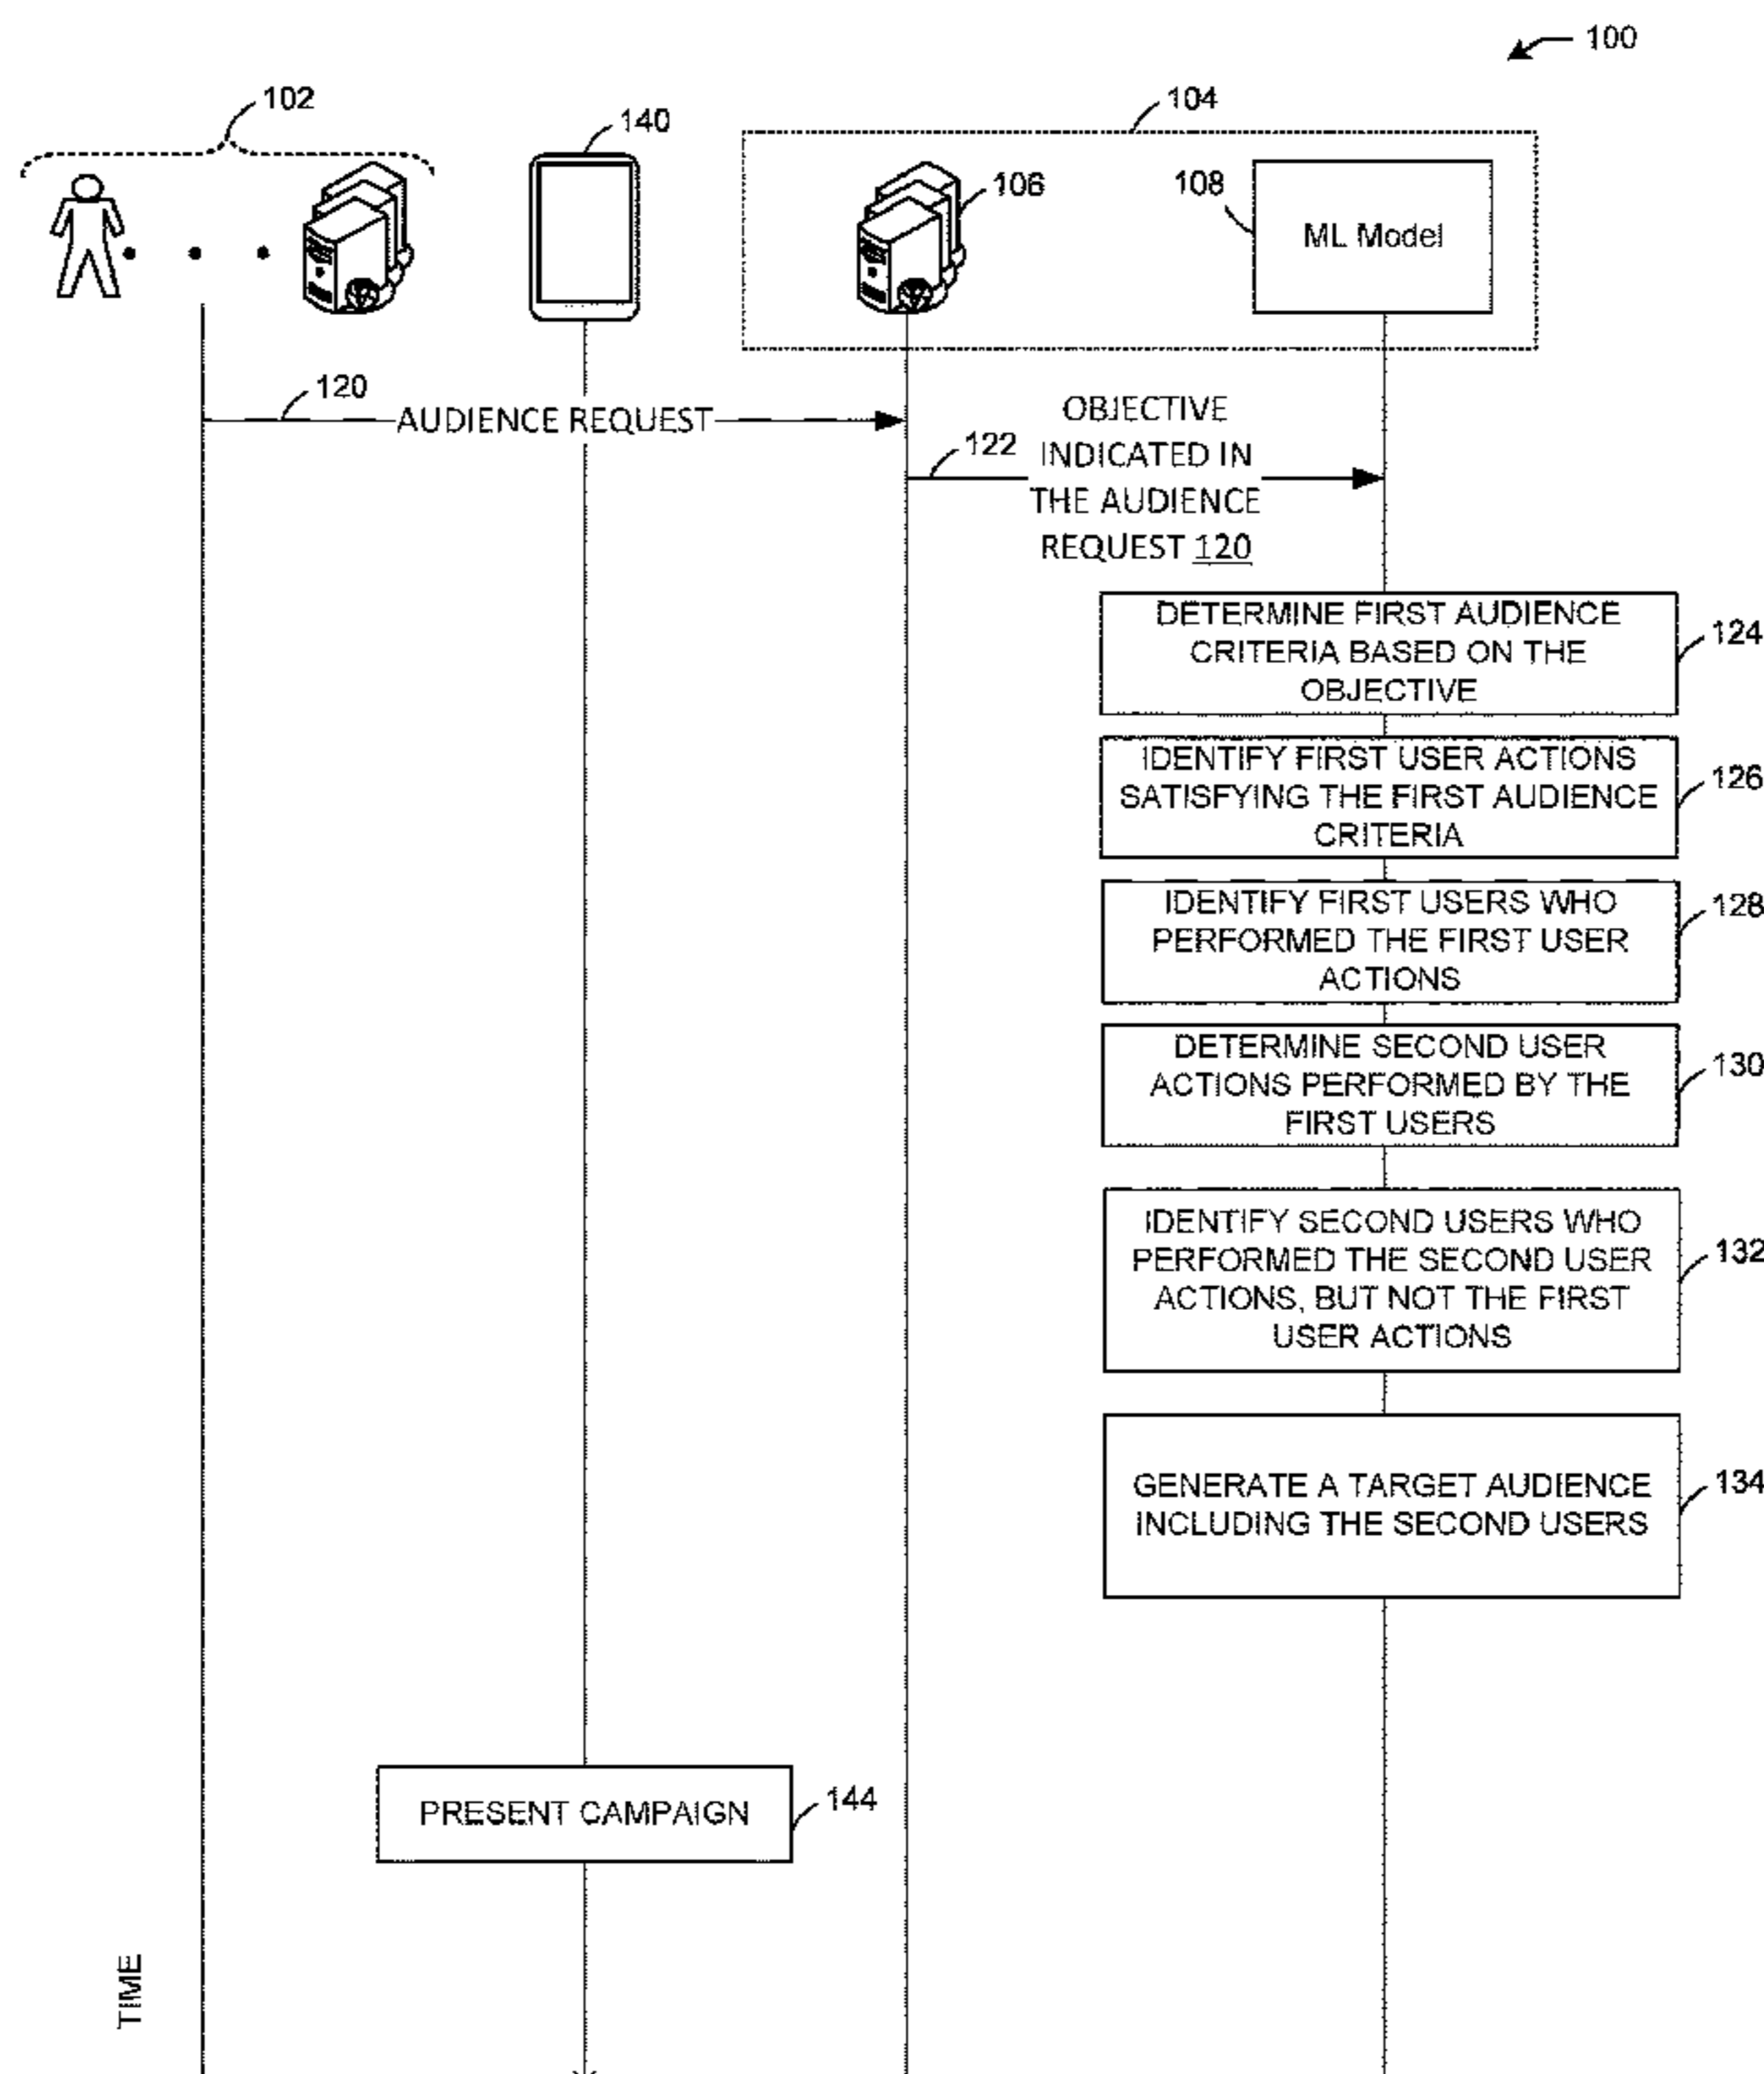 100
102
140
104
106
108
ML Model
120
AUDIENCE REQUEST
122
OBJECTIVE
INDICATED IN
THE AUDIENCE
REQUEST 120
DETERMINE FIRST AUDIENCE
CRITERIA BASED ON THE
OBJECTIVE
124
IDENTIFY FIRST USER ACTIONS
SATISFYING THE FIRST AUDIENCE
CRITERIA
126
IDENTIFY FIRST USERS WHO
PERFORMED THE FIRST USER
ACTIONS
128
DETERMINE SECOND USER
ACTIONS PERFORMED BY THE
FIRST USERS
130
IDENTIFY SECOND USERS WHO
PERFORMED THE SECOND USER
ACTIONS, BUT NOT THE FIRST
USER ACTIONS
132
GENERATE A TARGET AUDIENCE
INCLUDING THE SECOND USERS
134
PRESENT CAMPAIGN
144
TIME